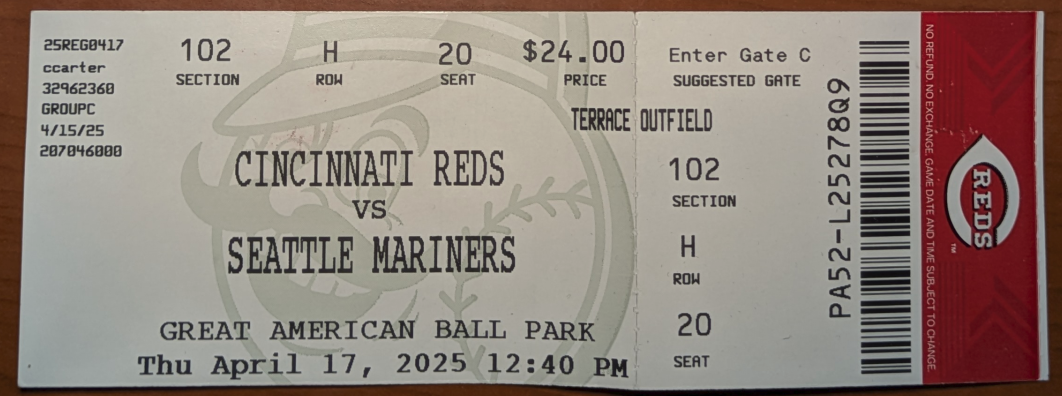 25REG0417
ccarter
32962360
GROUPC
4/15/25
207046000
102 H 20 $24.00
SECTION ROW SEAT PRICE
Enter Gate C
SUGGESTED GATE
TERRACE OUTFIELD
CINCINNATI REDS
VS
SEATTLE MARINERS
GREAT AMERICAN BALL PARK
Thu April 17, 2025 12:40 PM
102
SECTION
H
ROW
20
SEAT
PA52-L25278Q9
NO REFUND. NO EXCHANGE. GAME DATE AND TIME SUBJECT TO CHANGE.
REDS
TM